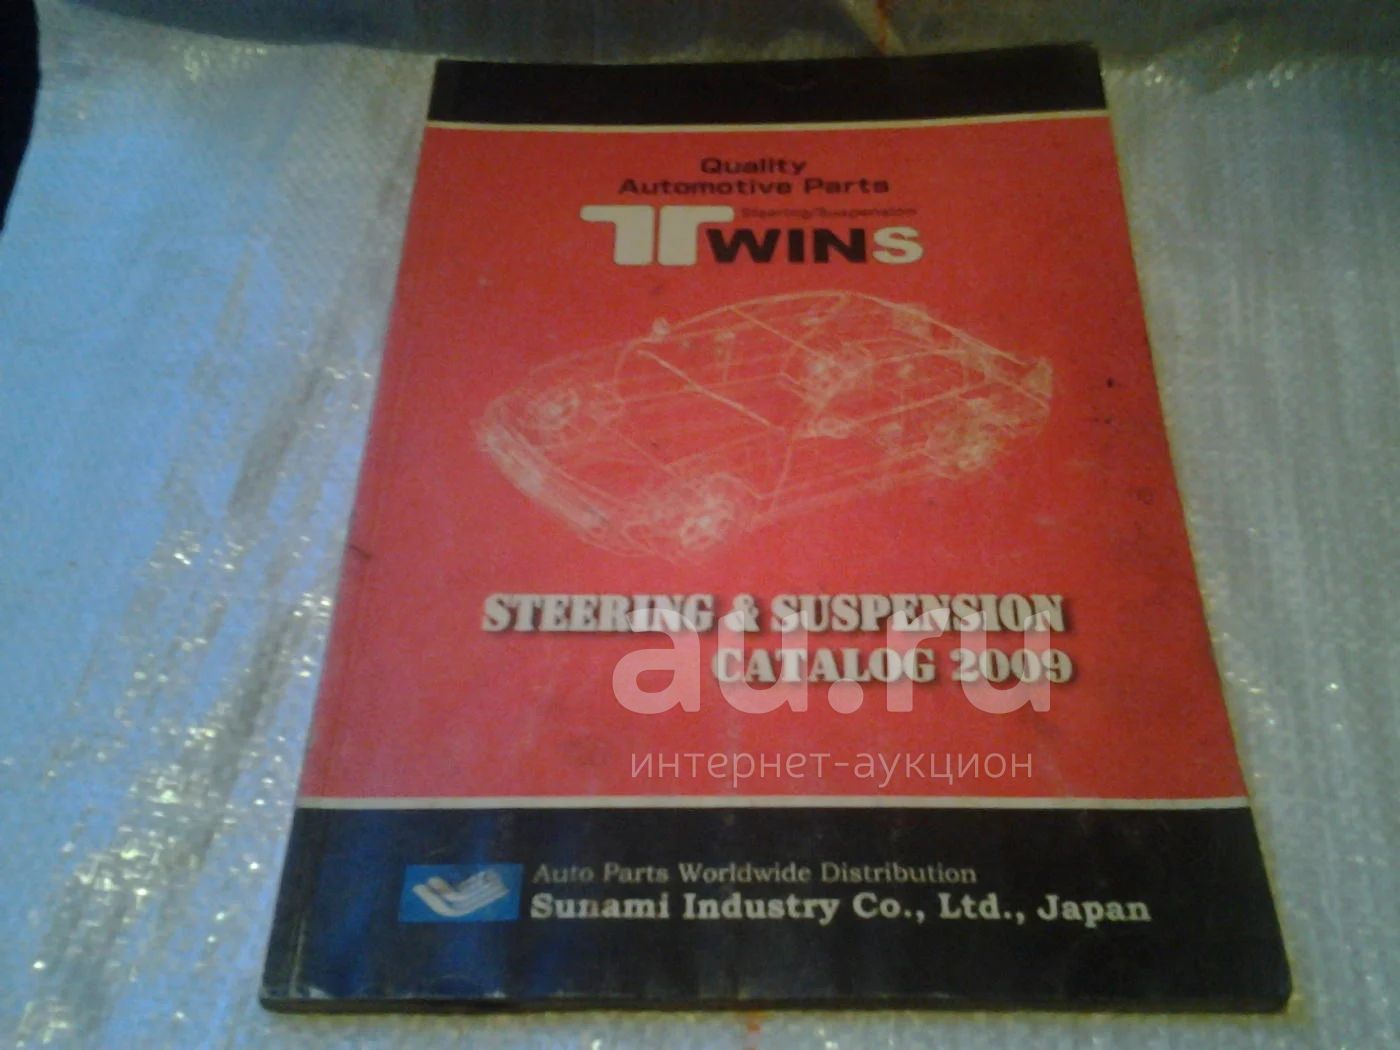 Quality
Automotive Parts
Steering/Suspension
TWINS
STEERING & SUSPENSION
CATALOG 2009
au.ru
интернет-аукцион
Auto Parts Worldwide Distribution
Sunami Industry Co., Ltd., Japan